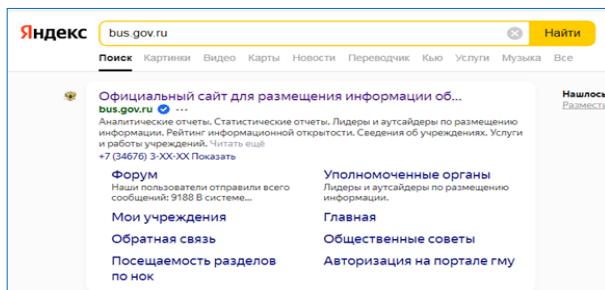 Яндекс
bus.gov.ru
Найти
Поиск Картинки Видео Карты Новости Переводчик Кью Услуги Музыка Все
Официальный сайт для размещения информации об...
bus.gov.ru ...
Аналитические отчеты. Статистические отчеты. Лидеры и аутсайдеры по размещению
информации. Рейтинг информационной открытости. Сведения об учреждениях. Услуги
и работы учреждений. Читать ещё
+7 (34676) 3-XX-XX Показать
Нашлось
Размести
Форум
Наши пользователи отправили всего
сообщений: 9188 В системе...
Уполномоченные органы
Лидеры и аутсайдеры по размещению
информации.
Мои учреждения
Главная
Обратная связь
Общественные советы
Посещаемость разделов
по нок
Авторизация на портале гму